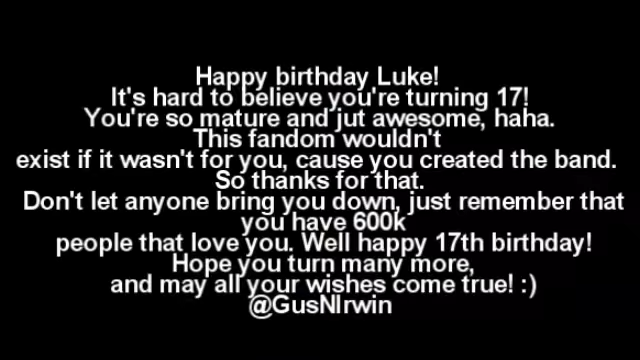 Happy birthday Luke!
It's hard to believe you're turning 17!
You're so mature and jut awesome, haha.
This fandom wouldn't
exist if it wasn't for you, cause you created the band.
So thanks for that.
Don't let anyone bring you down, just remember that
you have 600k
people that love you. Well happy 17th birthday!
Hope you turn many more,
and may all your wishes come true! :)
@GusNIrwin